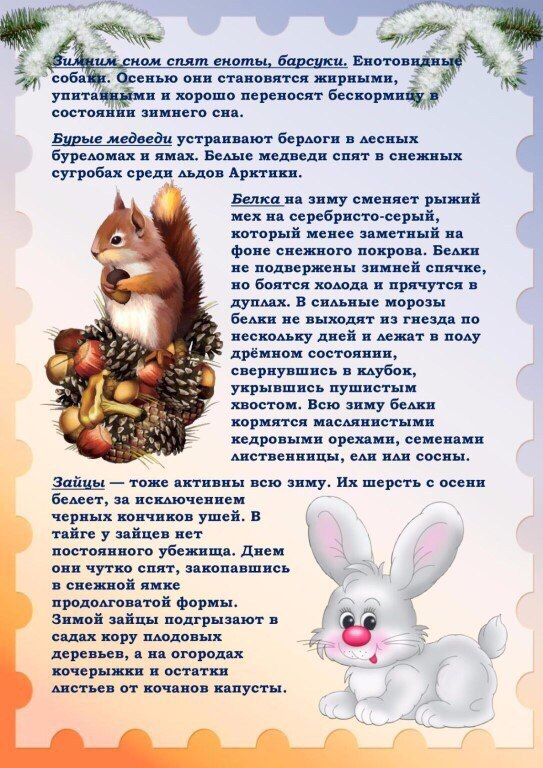 Зимним сном спят еноты, барсуки. Енотовидные
собаки. Осенью они становятся жирными,
упитанными и хорошо переносят бескормицу в
состоянии зимнего сна.
Бурые медведи устраивают берлоги в лесных
буреломах и ямах. Белые медведи спят в снежных
сугробах среди льдов Арктики.
Белка на зиму сменяет рыжий
мех на серебристо-серый,
который менее заметный на
фоне снежного покрова. Белки
не подвержены зимней спячке,
но боятся холода и прячутся в
дуплах. В сильные морозы
белки не выходят из гнезда по
нескольку дней и лежат в полу
дрёмном состоянии,
свернувшись в клубок,
укрывшись пушистым
хвостом. Всю зиму белки
кормятся маслянистыми
кедровыми орехами, семенами
лиственницы, ели или сосны.
Зайцы — тоже активны всю зиму. Их шерсть с осени
белеет, за исключением
черных кончиков ушей. В
тайге у зайцев нет
постоянного убежища. Днем
они чутко спят, закопавшись
в снежной ямке
продолговатой формы.
Зимой зайцы подгрызают в
садах кору плодовых
деревьев, а на огородах
кочерыжки и остатки
листьев от кочанов капусты.